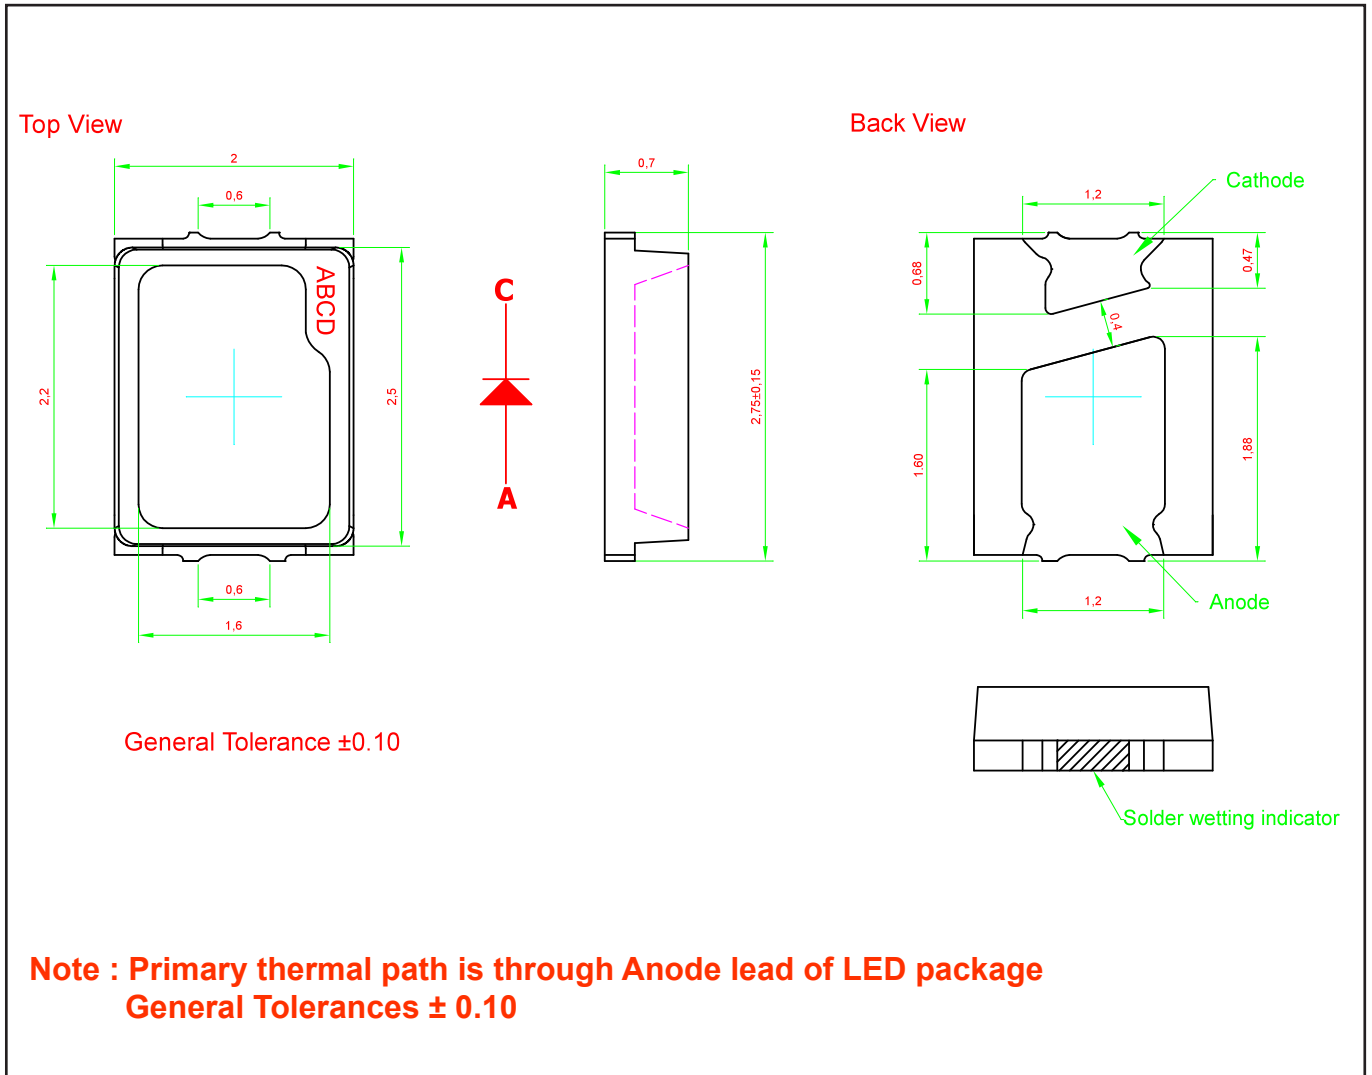 Top View
Back View
2
0,6
ABCD
2,2
2,5
0,6
1,6
General Tolerance ±0.10
C
A
0,7
2,75±0,15
1,2
Cathode
0,68
0,47
0,4
1.60
1,88
1,2
Anode
Solder wetting indicator
Note : Primary thermal path is through Anode lead of LED package
General Tolerances ± 0.10